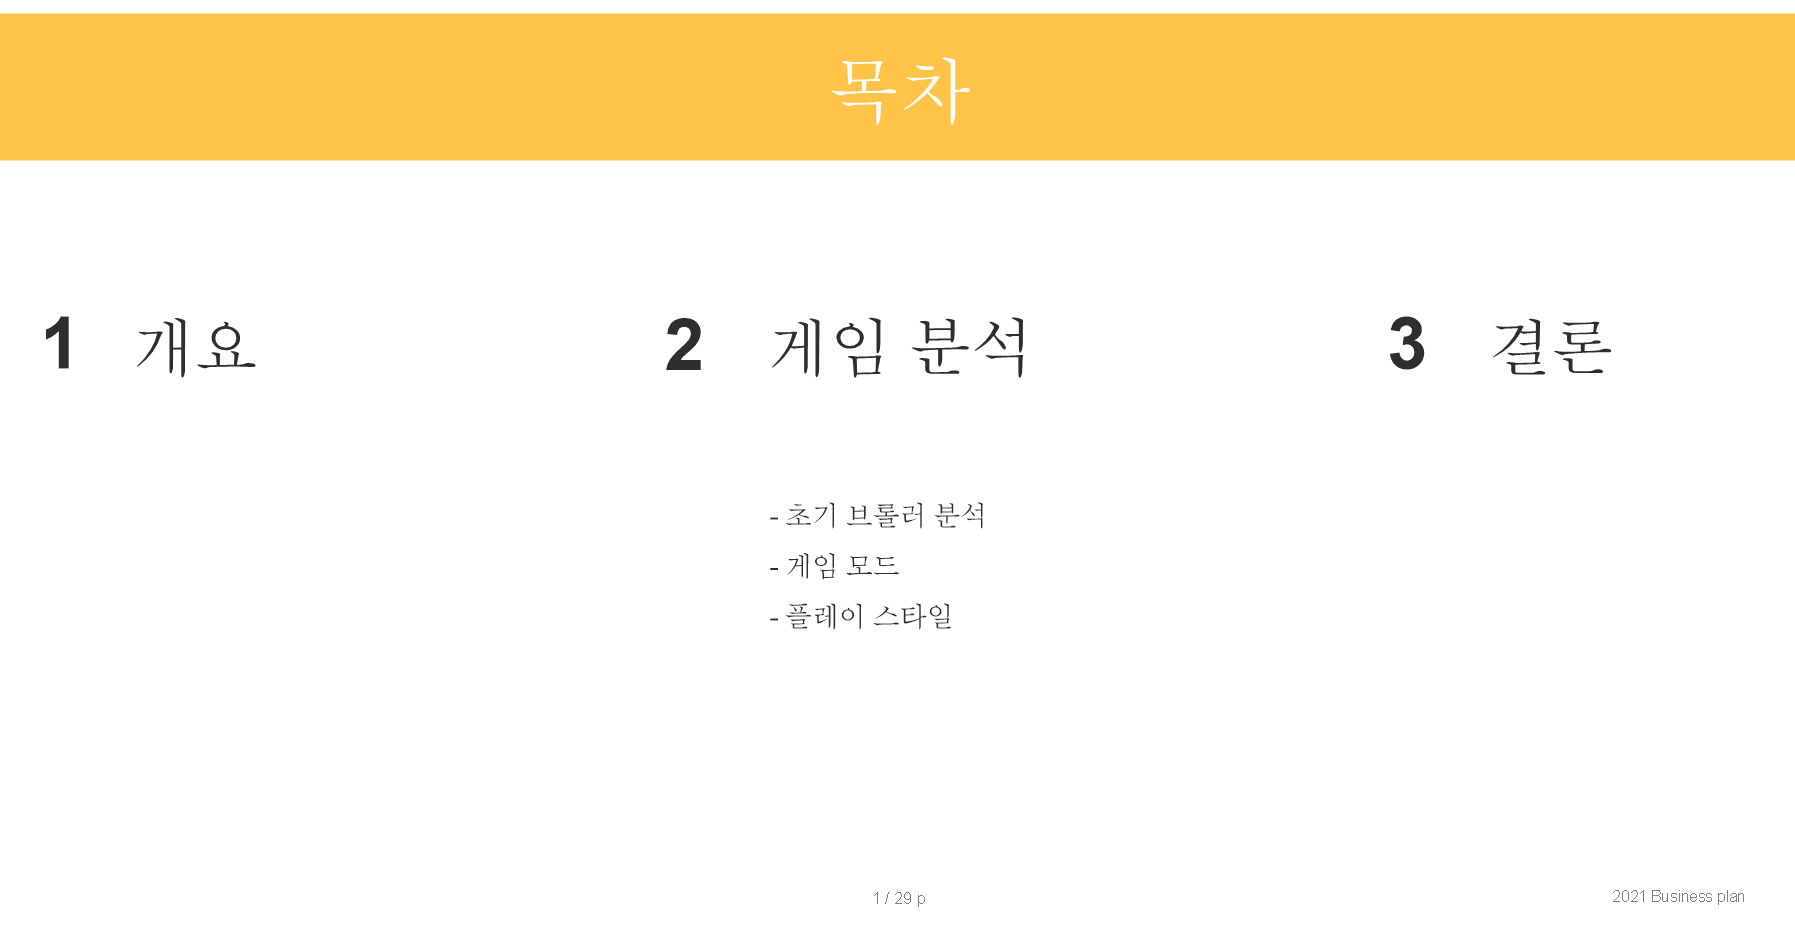 목차
1 개요
2 게임 분석
- 초기 브롤러 분석
- 게임 모드
- 플레이 스타일
3 결론
1 / 29 p
2021 Business plan